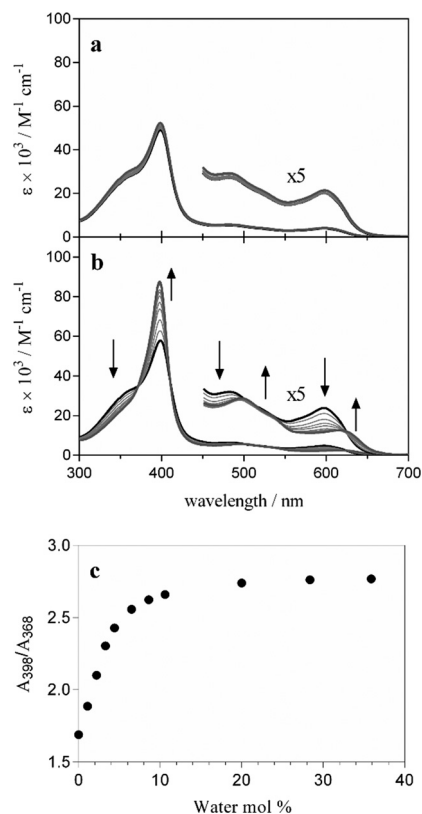 a
100
80
60
40
20
0
ε × 10³ / M⁻¹ cm⁻¹
x5
b
100
80
60
40
20
0
ε × 10³ / M⁻¹ cm⁻¹
x5
300 400 500 600 700
wavelength / nm
c
3.0
2.5
2.0
1.5
A₃₉₈/A₃₆₈
0 10 20 30 40
Water mol %